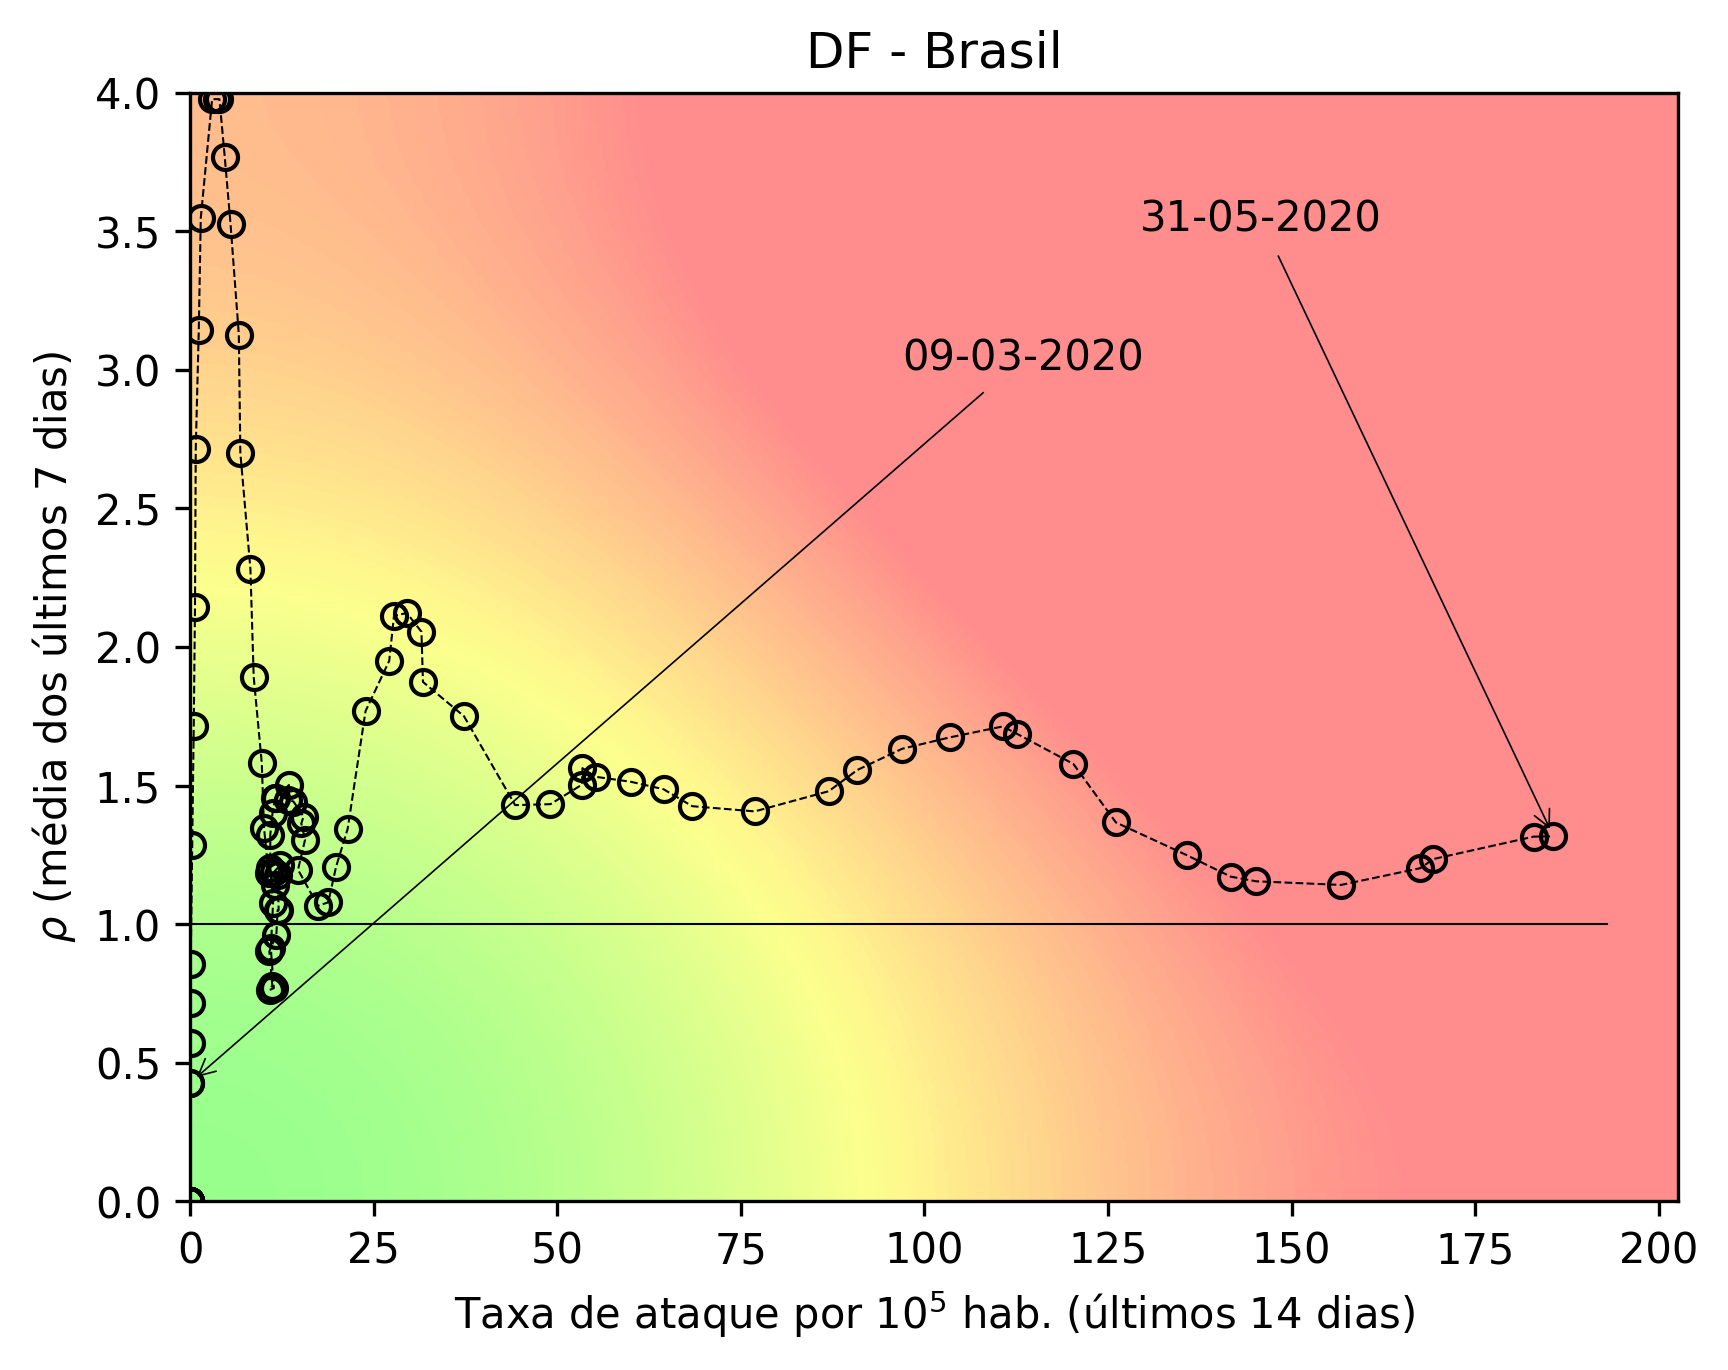 DF - Brasil
4.0
3.5
3.0
2.5
2.0
1.5
1.0
0.5
0.0
ρ (média dos últimos 7 dias)
31-05-2020
09-03-2020
0 25 50 75 100 125 150 175 200
Taxa de ataque por 10⁵ hab. (últimos 14 dias)